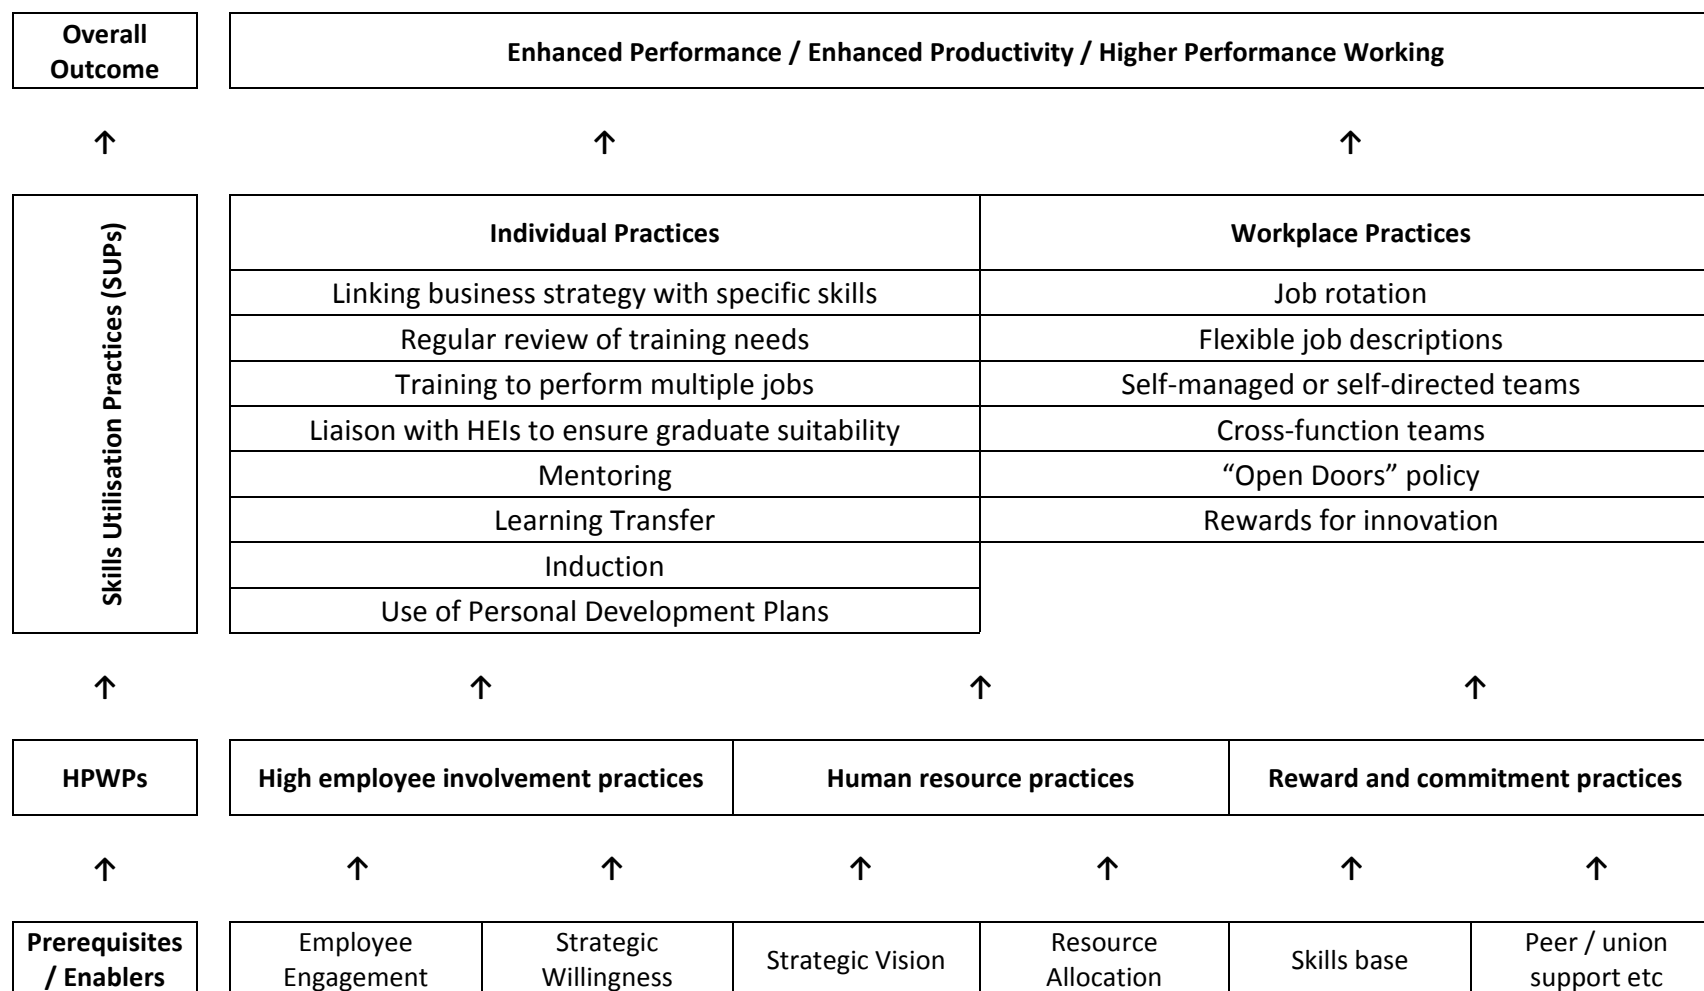 Overall
Outcome
Enhanced Performance / Enhanced Productivity / Higher Performance Working
↑ ↑ ↑
Skills Utilisation Practices (SUPs)
Individual Practices
Workplace Practices
Linking business strategy with specific skills
Job rotation
Regular review of training needs
Flexible job descriptions
Training to perform multiple jobs
Self-managed or self-directed teams
Liaison with HEIs to ensure graduate suitability
Cross-function teams
Mentoring
“Open Doors” policy
Learning Transfer
Rewards for innovation
Induction
Use of Personal Development Plans
↑ ↑ ↑ ↑
HPWPs
High employee involvement practices
Human resource practices
Reward and commitment practices
↑ ↑ ↑ ↑ ↑ ↑ ↑
Prerequisites
/ Enablers
Employee
Engagement
Strategic
Willingness
Strategic Vision
Resource
Allocation
Skills base
Peer / union
support etc